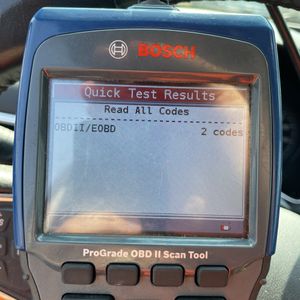 BOSCH
Quick Test Results
Read All Codes
OBDII/EOBD 2 codes
ProGrade OBD II Scan Tool